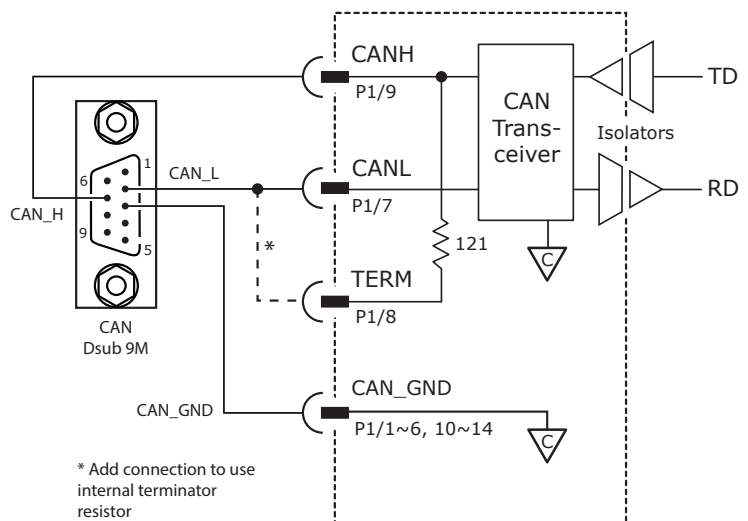 CANH
P1/9
CAN
Trans-
ceiver
TD
Isolators
RD
1
6
9
5
CAN_L
CAN_H
CANL
P1/7
*
121
C
TERM
P1/8
CAN
Dsub 9M
CAN_GND
CAN_GND
P1/1~6, 10~14
C
* Add connection to use
internal terminator
resistor